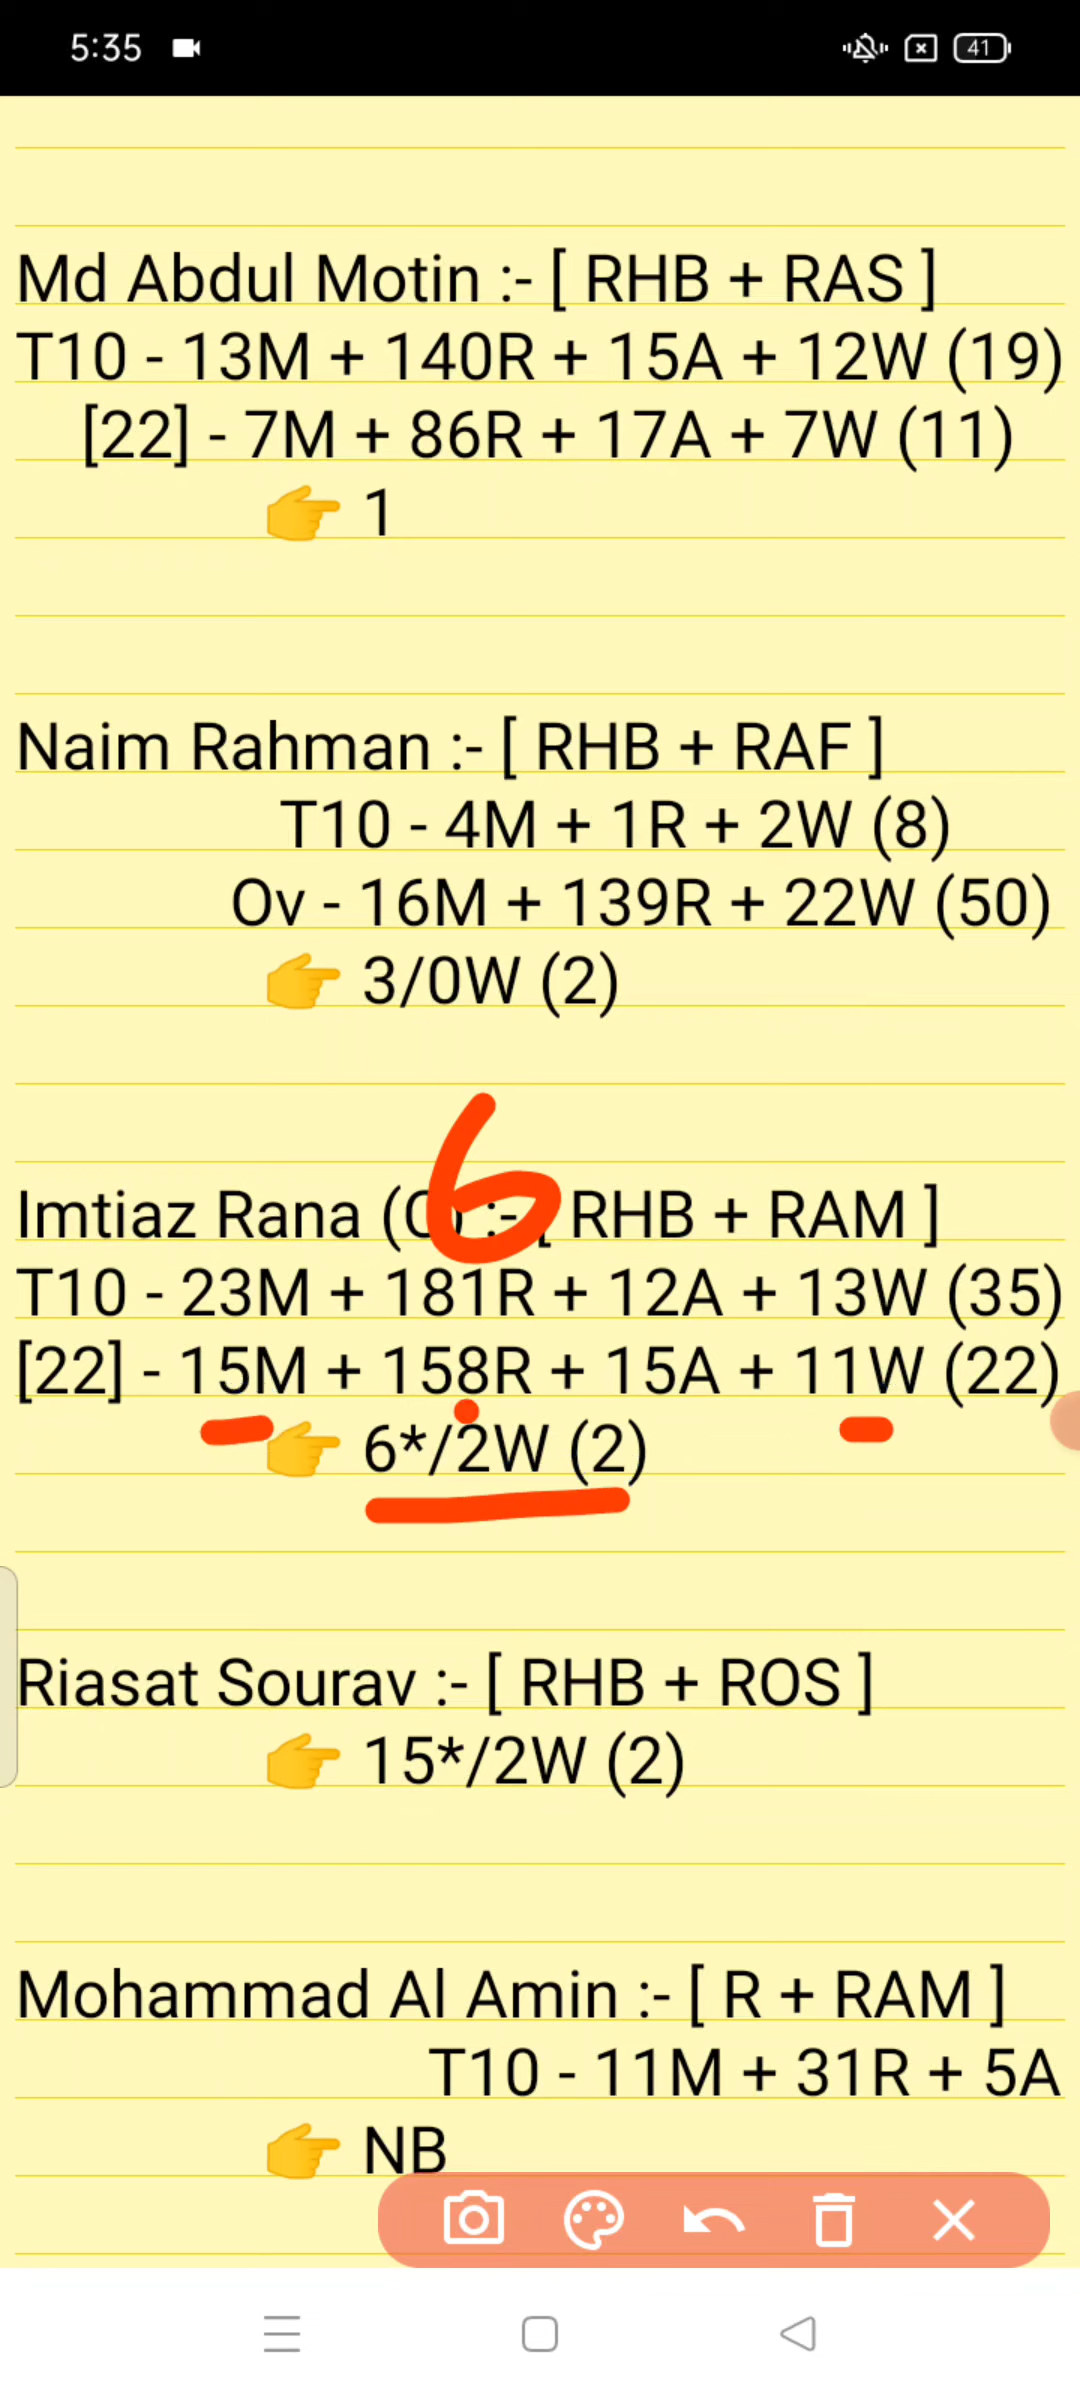 5:35
41
Md Abdul Motin :- [ RHB + RAS ]
T10 - 13M + 140R + 15A + 12W (19)
[22] - 7M + 86R + 17A + 7W (11)
👉 1
Naim Rahman :- [ RHB + RAF ]
T10 - 4M + 1R + 2W (8)
Ov - 16M + 139R + 22W (50)
👉 3/0W (2)
6
Imtiaz Rana (C) :- [ RHB + RAM ]
T10 - 23M + 181R + 12A + 13W (35)
[22] - 15M + 158R + 15A + 11W (22)
👉 6*/2W (2)
Riasat Sourav :- [ RHB + ROS ]
👉 15*/2W (2)
Mohammad Al Amin :- [ R + RAM ]
T10 - 11M + 31R + 5A
👉 NB